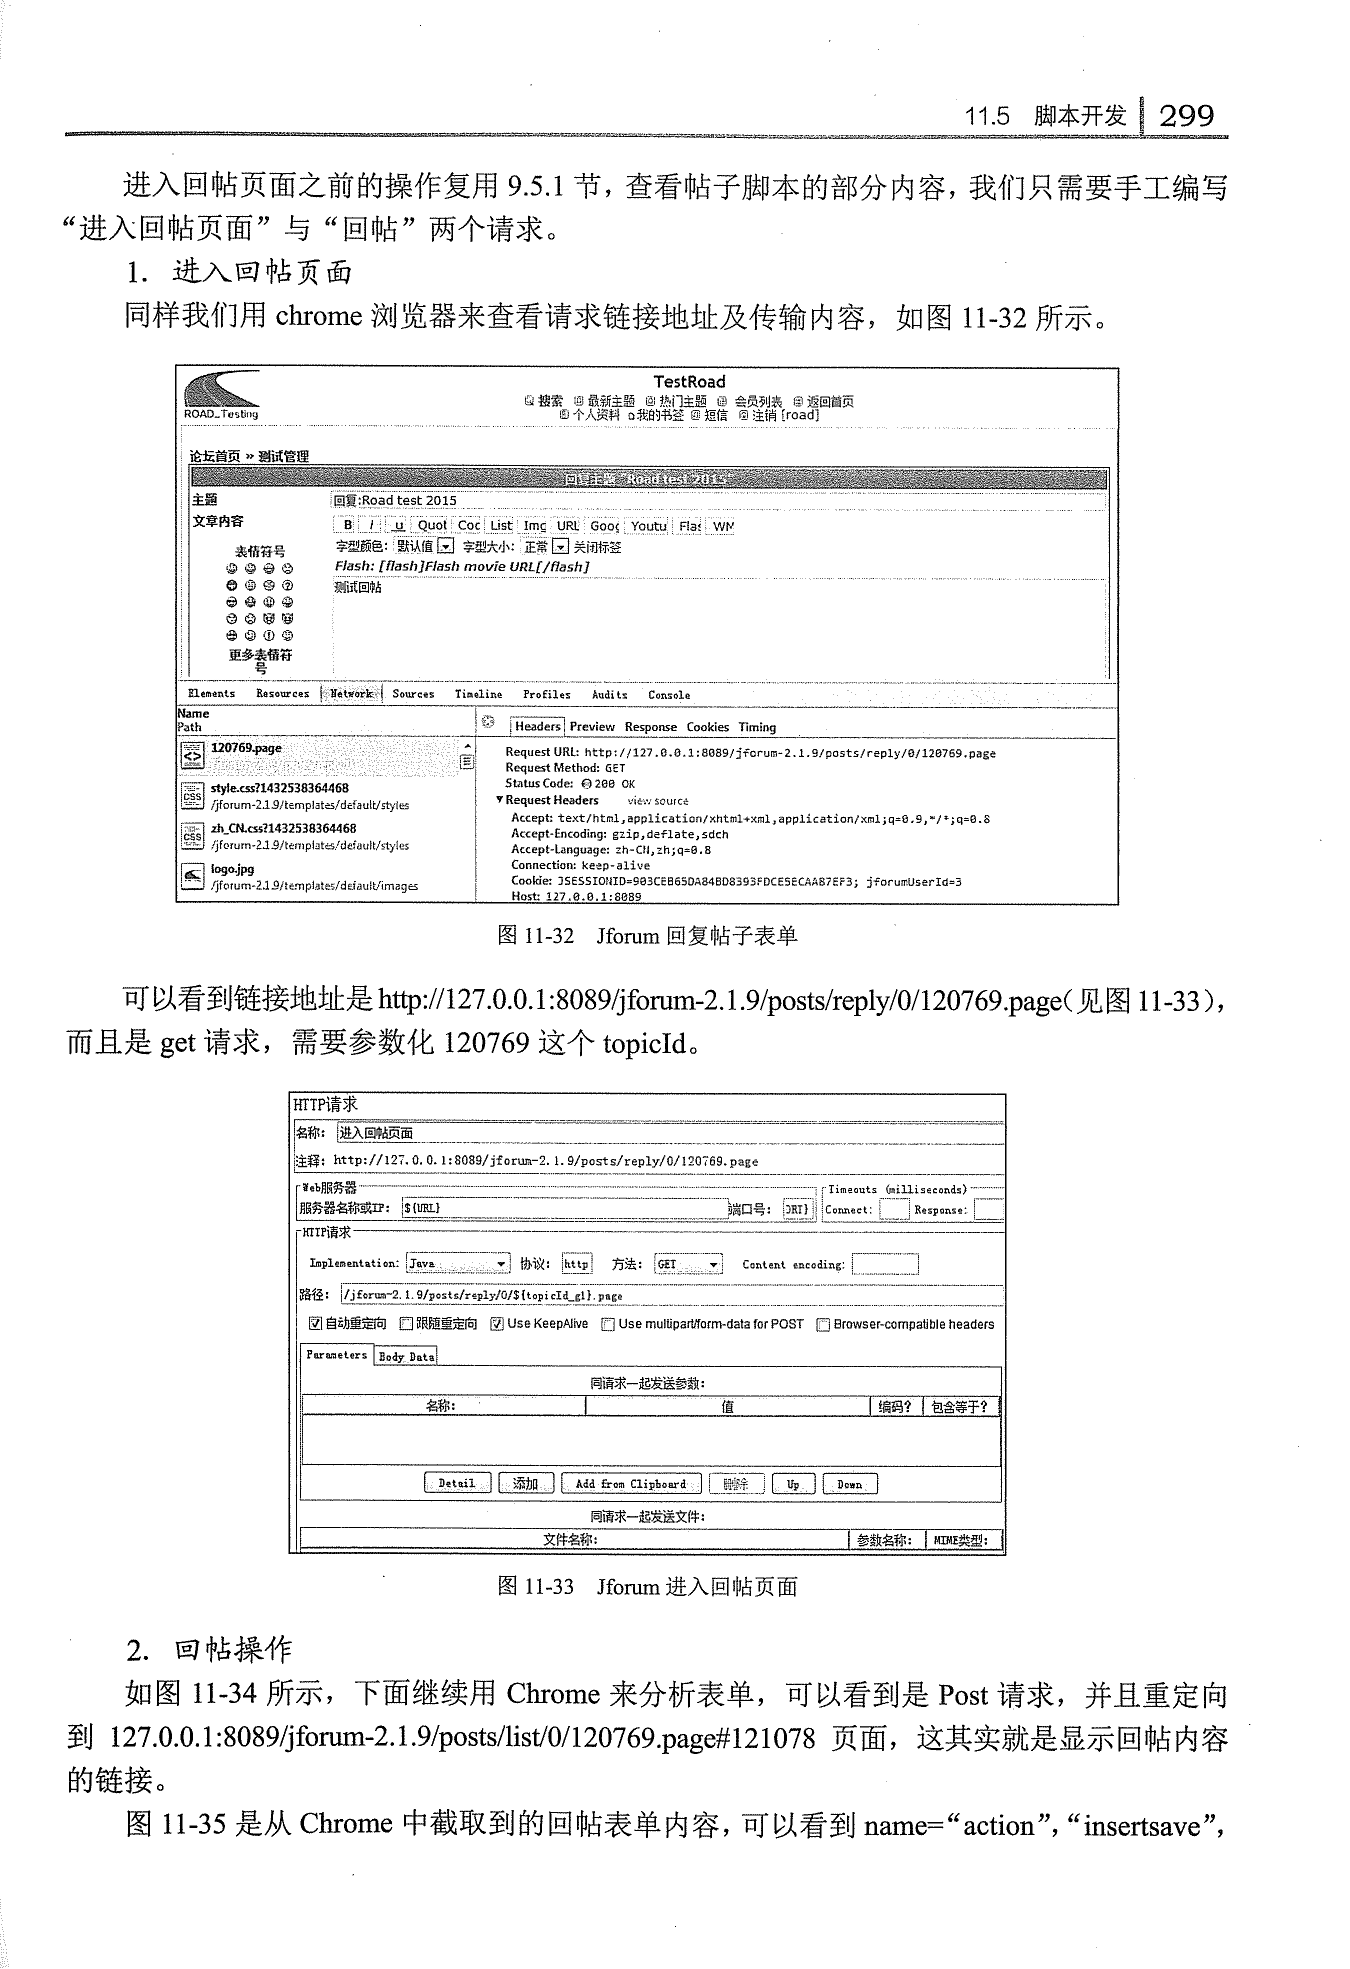 11.5 脚本开发 299
进入回帖页面之前的操作复用 9.5.1 节，查看帖子脚本的部分内容，我们只需要手工编写
“进入回帖页面”与“回帖”两个请求。
1. 进入回帖页面
同样我们用 chrome 浏览器来查看请求链接地址及传输内容，如图 11-32 所示。
TestRoad
搜索 最新主题 热门主题 会员列表 返回首页
ROAD_Testing
个人资料 我的书签 短信 注销 [road]
论坛首页 » 测试管理
回复主题 Road test 2015
主题 回复:Road test 2015
文章内容
B I u Quot Coc List Img URL Goog Youtu Flas WM
表情符号
字型颜色: 默认值 字型大小: 正常 关闭标签
Flash: [flash]Flash movie URL[/flash]
测试回帖
更多表情符
号
Elements Resources Network Sources Timeline Profiles Audits Console
Name
Path
Headers Preview Response Cookies Timing
120769.page
style.css?1432538364468
/jforum-2.1.9/templates/default/styles
zh_CN.css?1432538364468
/jforum-2.1.9/templates/default/styles
logo.jpg
/jforum-2.1.9/templates/default/images
Request URL: http://127.0.0.1:8089/jforum-2.1.9/posts/reply/0/120769.page
Request Method: GET
Status Code: 200 OK
▼Request Headers view source
Accept: text/html,application/xhtml+xml,application/xml;q=0.9,*/*;q=0.8
Accept-Encoding: gzip,deflate,sdch
Accept-Language: zh-CN,zh;q=0.8
Connection: keep-alive
Cookie: JSESSIONID=903CEB65DA84BD8393FDCE5ECAA87EF3; jforumUserId=3
Host: 127.0.0.1:8089
图 11-32 Jforum 回复帖子表单
可以看到链接地址是 http://127.0.0.1:8089/jforum-2.1.9/posts/reply/0/120769.page（见图 11-33），
而且是 get 请求，需要参数化 120769 这个 topicId。
HTTP请求
名称: 进入回帖页面
注释: http://127.0.0.1:8089/jforum-2.1.9/posts/reply/0/120769.page
Web服务器 Timeouts (milliseconds)
服务器名称或IP: ${URL} 端口号: ORT} Connect: Response:
HTTP请求
Implementation: Java 协议: http 方法: GET Content encoding:
路径: /jforum-2.1.9/posts/reply/0/${topicId_g1}.page
自动重定向 跟随重定向 Use KeepAlive Use multipart/form-data for POST Browser-compatible headers
Parameters Body Data
同请求一起发送参数:
名称: 值 编码? 包含等于?
Detail 添加 Add from Clipboard 删除 Up Down
同请求一起发送文件:
文件名称: 参数名称: MIME类型:
图 11-33 Jforum 进入回帖页面
2. 回帖操作
如图 11-34 所示，下面继续用 Chrome 来分析表单，可以看到是 Post 请求，并且重定向
到 127.0.0.1:8089/jforum-2.1.9/posts/list/0/120769.page#121078 页面，这其实就是显示回帖内容
的链接。
图 11-35 是从 Chrome 中截取到的回帖表单内容，可以看到 name=“action”，“insertsave”，